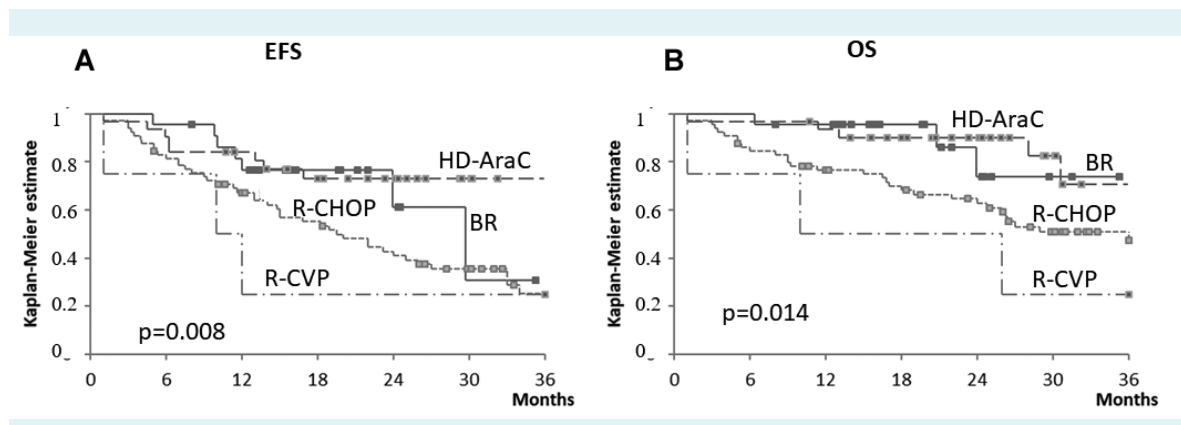 A
EFS
Kaplan-Meier estimate
1
0.8
0.6
0.4
0.2
0
HD-AraC
R-CHOP
BR
R-CVP
p=0.008
0 6 12 18 24 30 36
Months
B
OS
Kaplan-Meier estimate
1
0.8
0.6
0.4
0.2
0
HD-AraC
BR
R-CHOP
R-CVP
p=0.014
0 6 12 18 24 30 36
Months